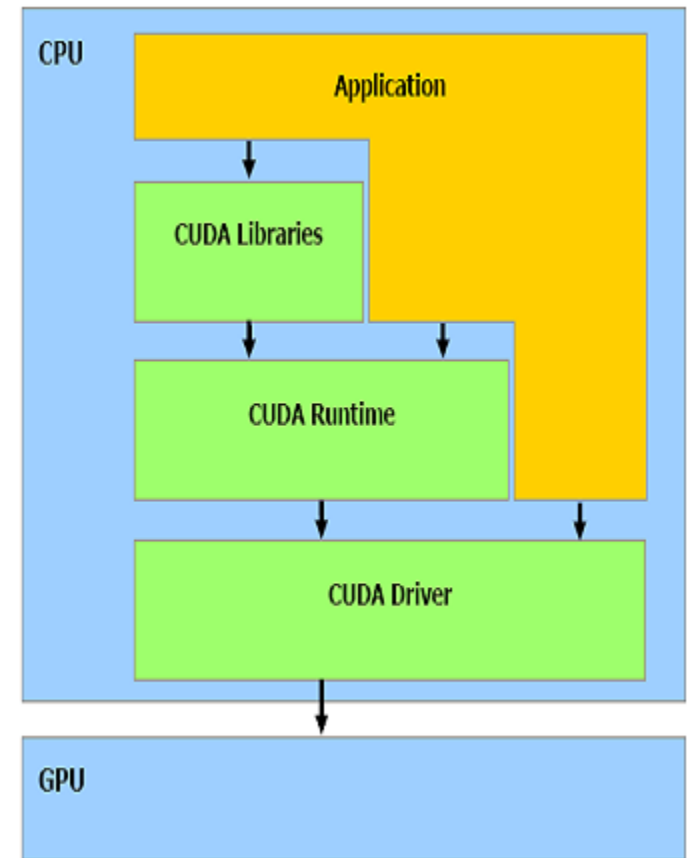 CPU
Application
CUDA Libraries
CUDA Runtime
CUDA Driver
GPU